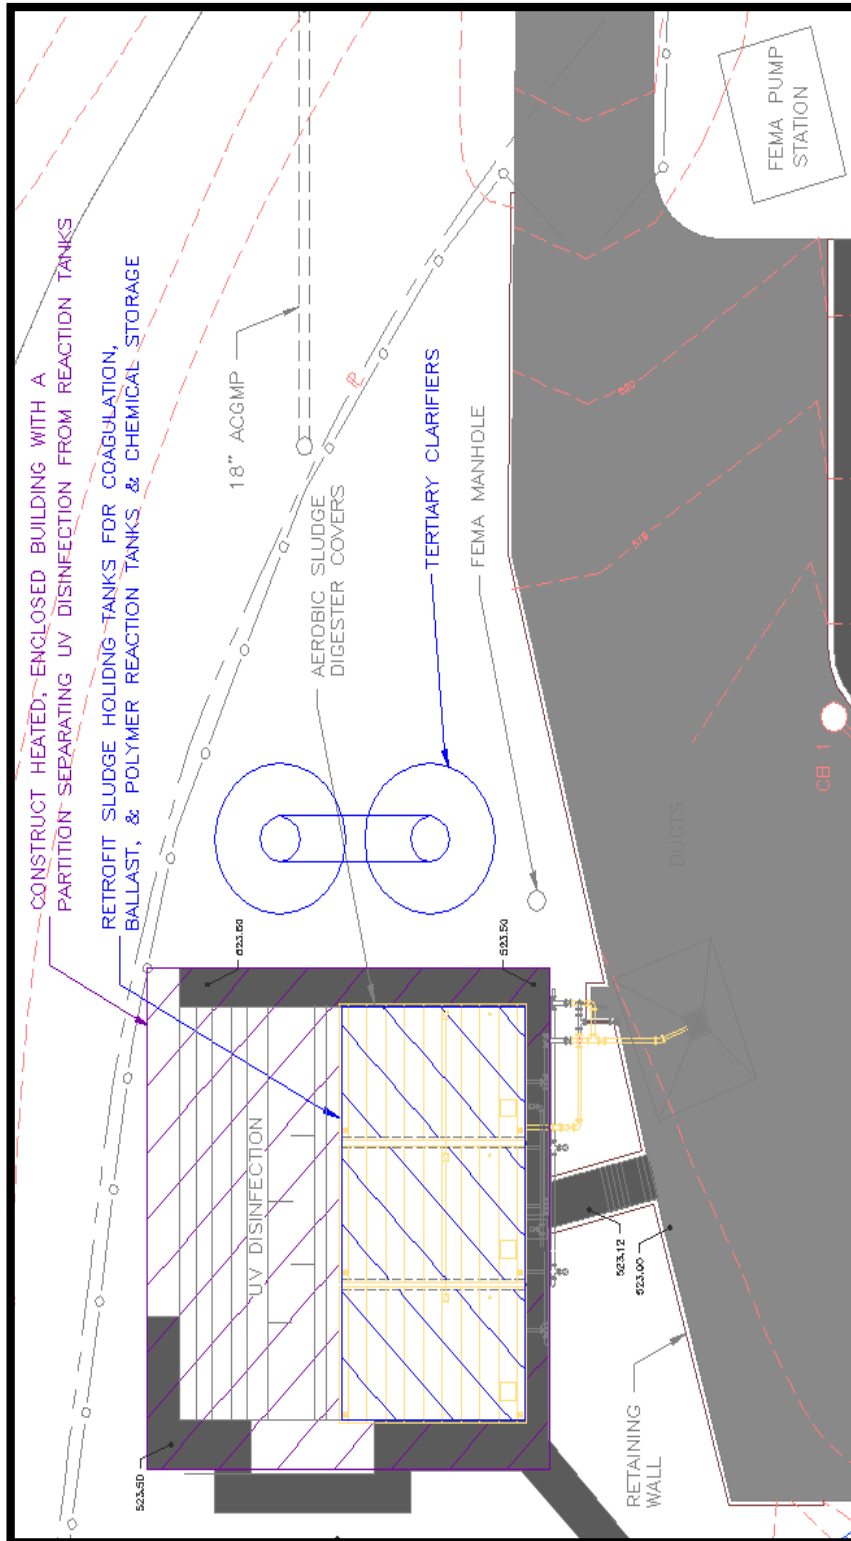 CONSTRUCT HEATED, ENCLOSED BUILDING WITH A
PARTITION SEPARATING UV DISINFECTION FROM REACTION TANKS
RETROFIT SLUDGE HOLIDNG TANKS FOR COAGULATION,
BALLAST, & POLYMER REACTION TANKS & CHEMICAL STORAGE
18" ACGMP
AEROBIC SLUDGE
DIGESTER COVERS
TERTIARY CLARIFIERS
FEMA MANHOLE
FEMA PUMP
STATION
520
519
CB 1
DUCTS
523.50
523.50
UV DISINFECTION
523.12
523.00
523.50
RETAINING
WALL